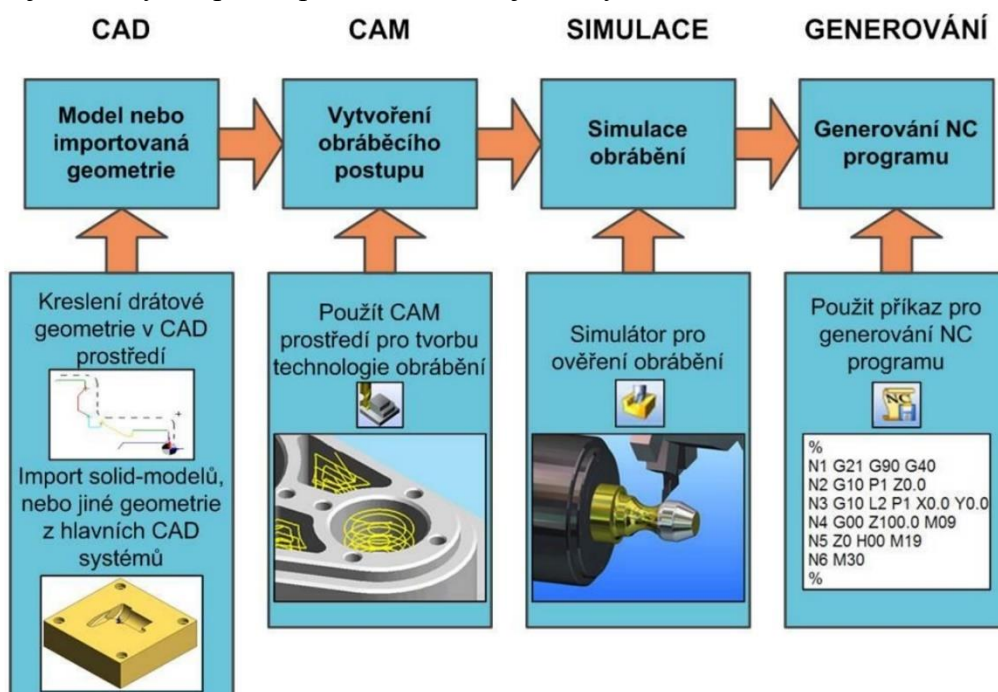 CAD
CAM
SIMULACE
GENEROVÁNÍ
Model nebo
importovaná
geometrie
Vytvoření
obráběcího
postupu
Simulace
obrábění
Generování NC
programu
Kreslení drátové
geometrie v CAD
prostředí
Import solid-modelů,
nebo jiné geometrie
z hlavních CAD
systémů
Použít CAM
prostředí pro tvorbu
technologie obrábění
Simulátor pro
ověření obrábění
Použit příkaz pro
generování NC
programu
NC
%
N1 G21 G90 G40
N2 G10 P1 Z0.0
N3 G10 L2 P1 X0.0 Y0.0
N4 G00 Z100.0 M09
N5 Z0 H00 M19
N6 M30
%